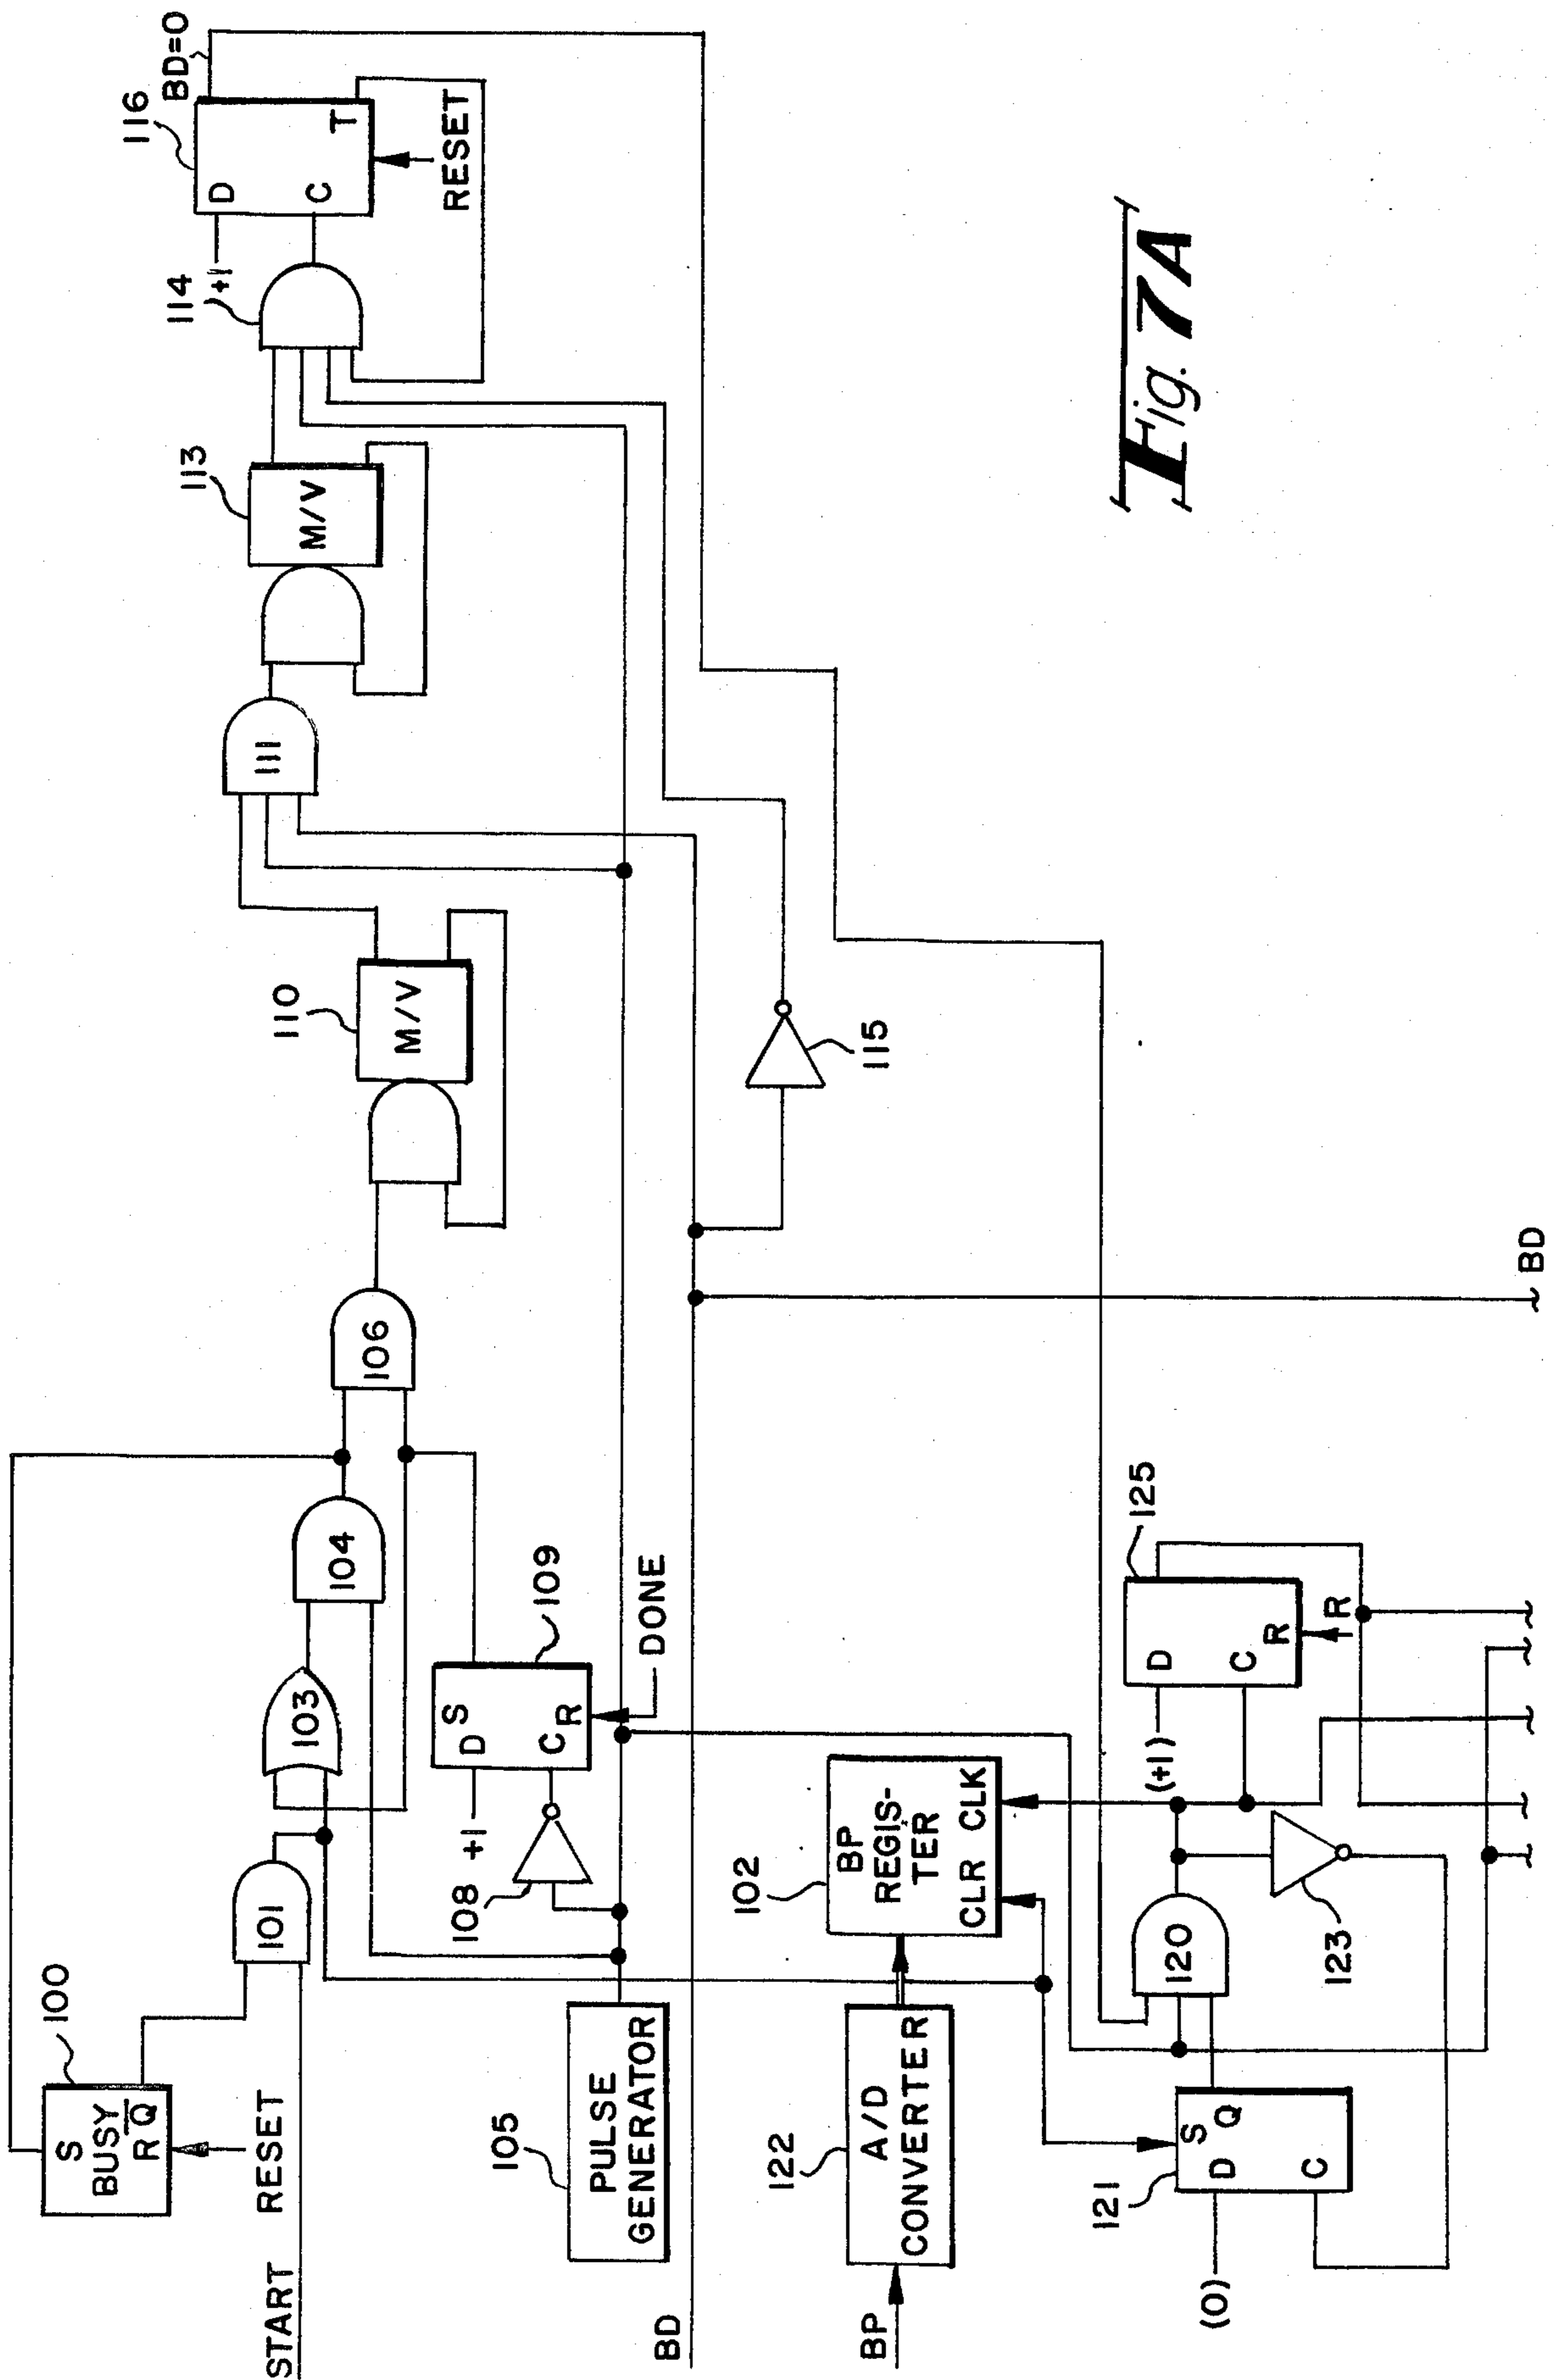 START
RESET
S
BUSY
R Q
100
101
103
104
106
110
M/V
111
113
M/V
114
+1
D
C
T
116
BD=0
RESET
105
PULSE
GENERATOR
108
+1
D
S
C
R
109
DONE
BD
115
BD
BP
122
A/D
CONVERTER
102
BP
REGIS-
TER
CLR CLK
(0)
121
D
S
Q
C
120
123
(+1)
D
C
R
R
125
Fig. 7A